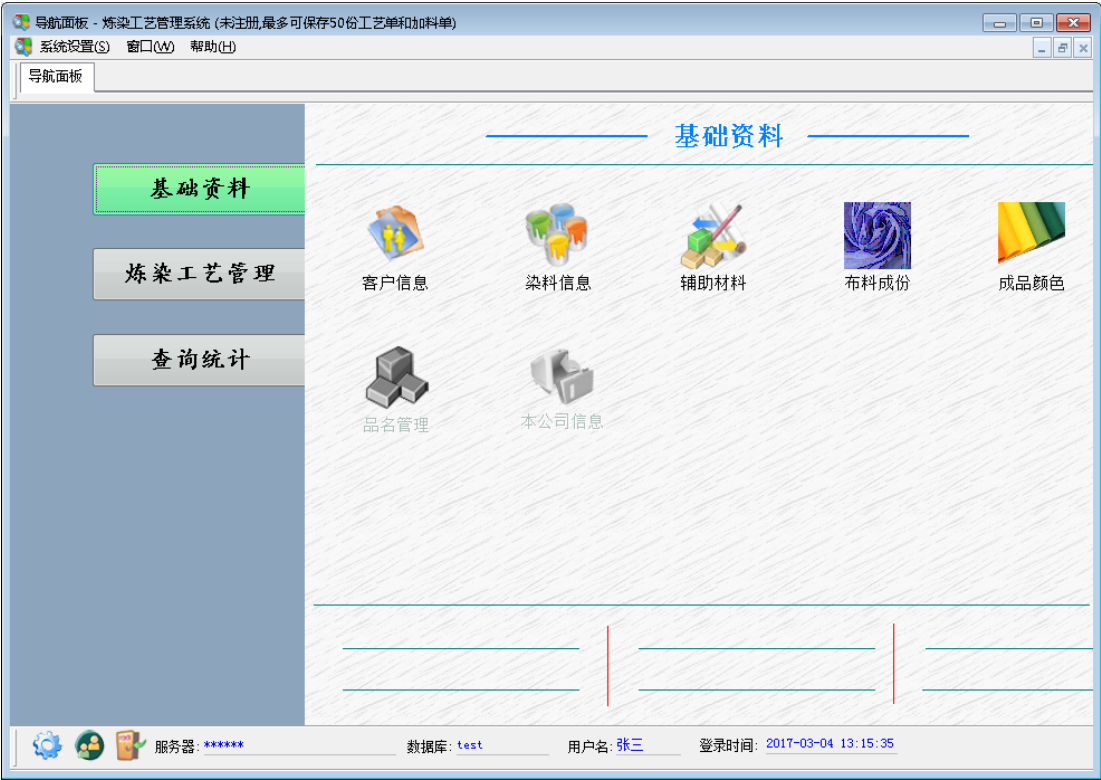 导航面板 - 炼染工艺管理系统 (未注册,最多可保存50份工艺单和加料单)
系统设置(S) 窗口(W) 帮助(H)
导航面板
基础资料
基础资料
炼染工艺管理
查询统计
客户信息 染料信息 辅助材料 布料成份 成品颜色
品名管理 本公司信息
服务器: ****** 数据库: test 用户名: 张三 登录时间: 2017-03-04 13:15:35